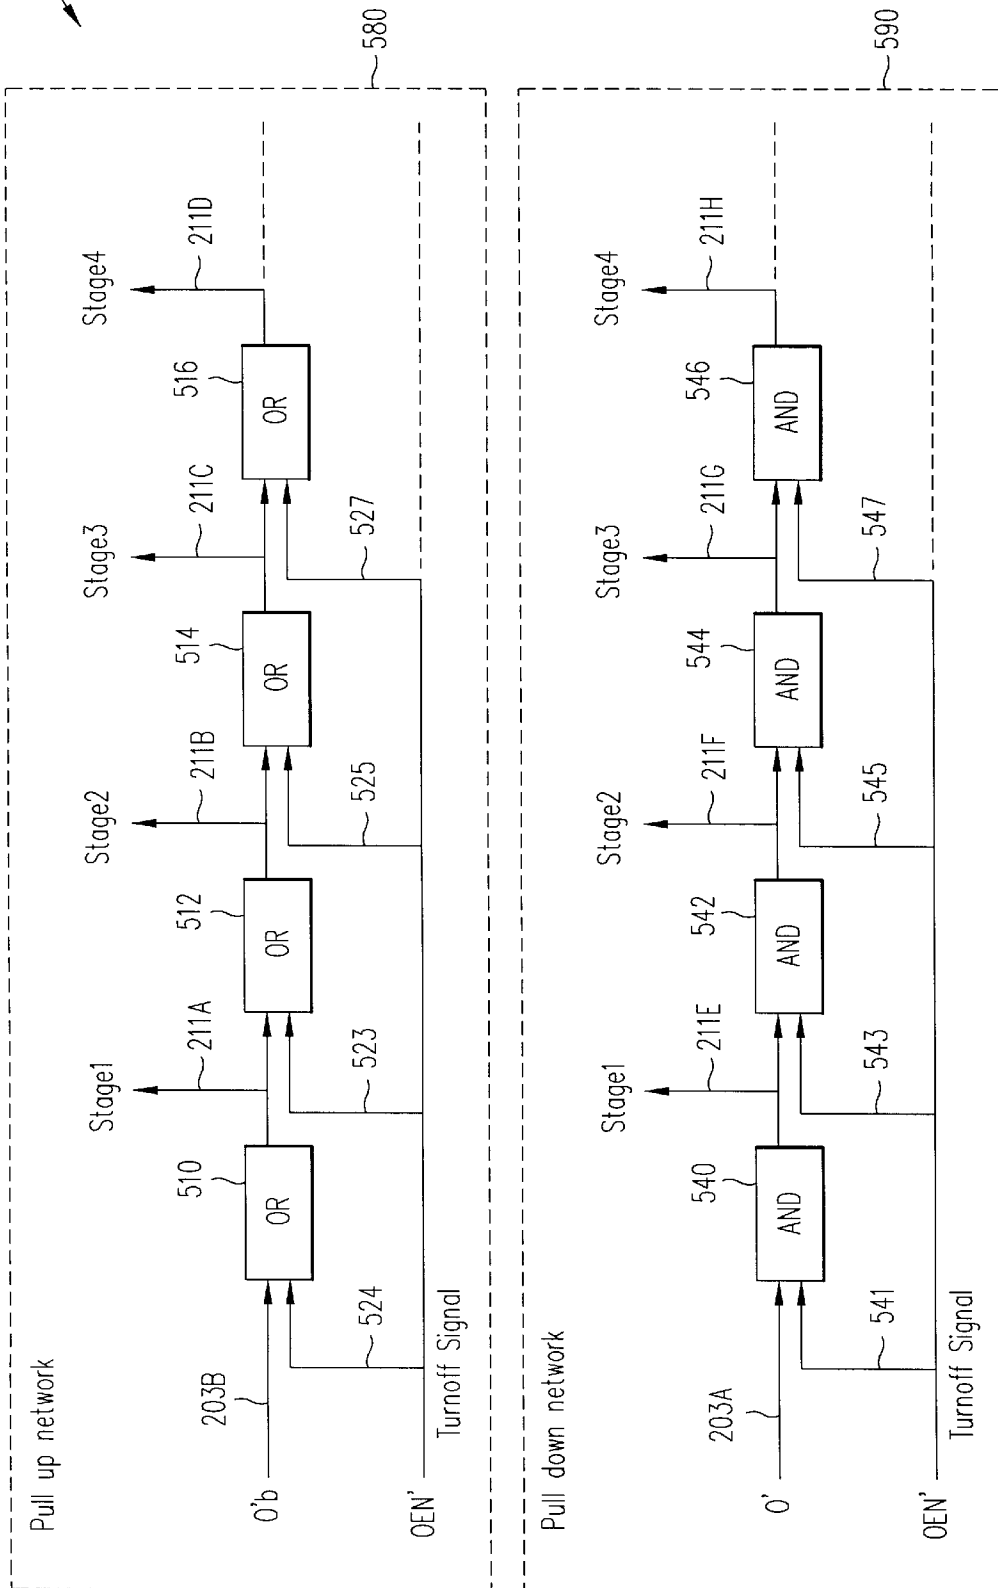 Pull up network
580
Stage1
Stage2
Stage3
Stage4
211A
211B
211C
211D
510
512
514
516
203B
O'b
OR
OR
OR
OR
524
523
525
527
OEN'
Turnoff Signal
Pull down network
590
Stage1
Stage2
Stage3
Stage4
211E
211F
211G
211H
540
542
544
546
203A
O'
AND
AND
AND
AND
541
543
545
547
OEN'
Turnoff Signal